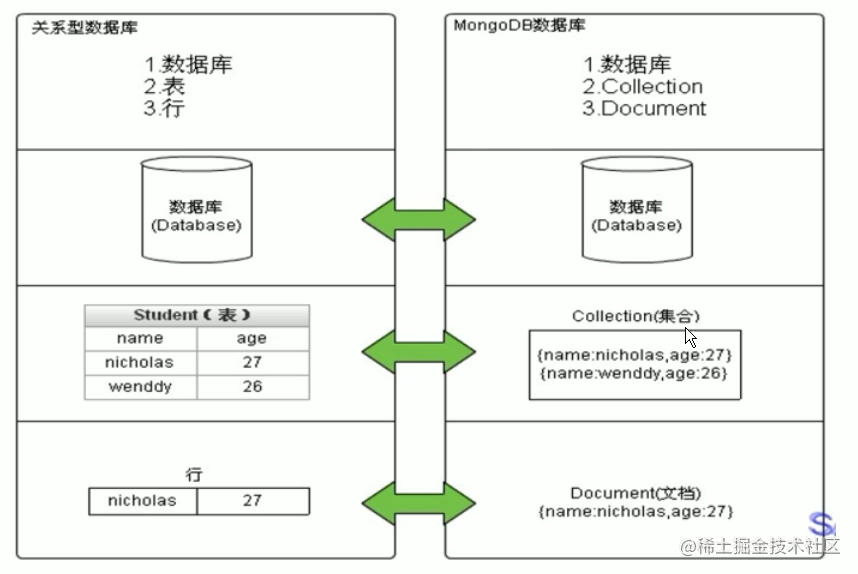 关系型数据库
1.数据库
2.表
3.行
MongoDB数据库
1.数据库
2.Collection
3.Document
数据库
(Database)
数据库
(Database)
Student（表）
name age
nicholas 27
wenddy 26
Collection(集合)
{name:nicholas,age:27}
{name:wenddy,age:26}
行
nicholas 27
Document(文档)
{name:nicholas,age:27}
S
@稀土掘金技术社区